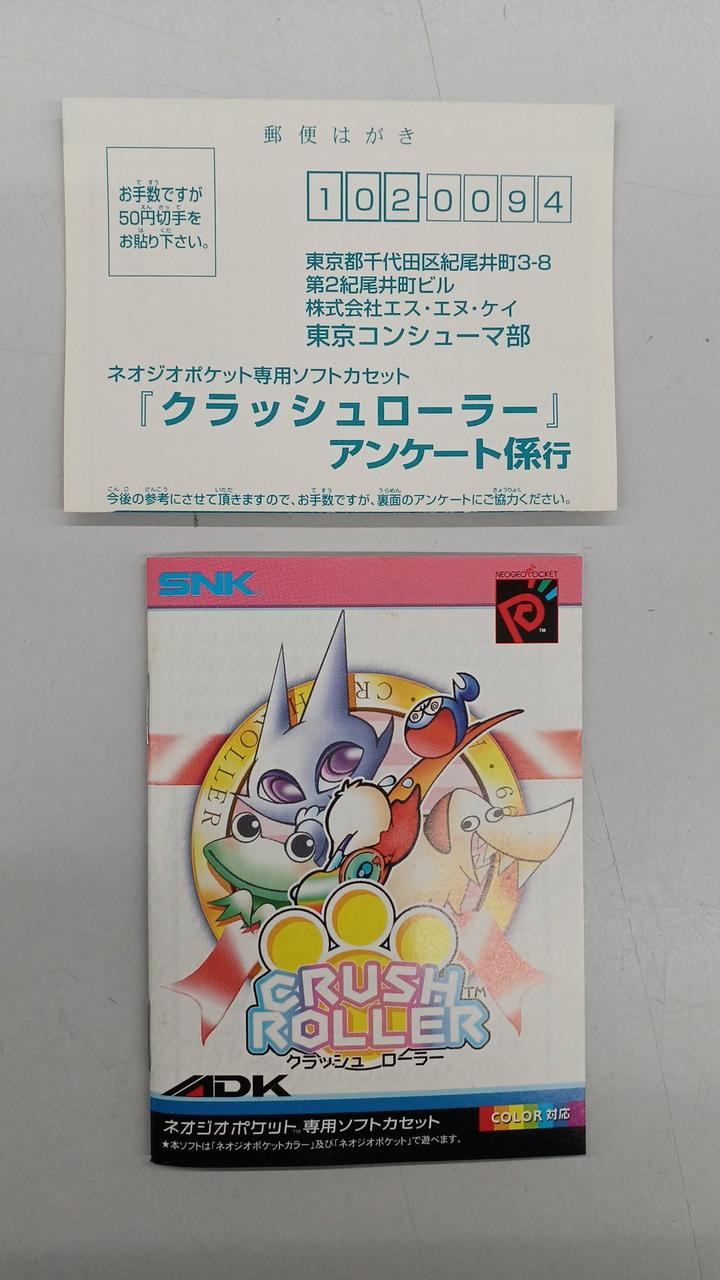 郵便はがき
お手数ですが
50円切手を
お貼り下さい。
102-0094
東京都千代田区紀尾井町3-8
第2紀尾井町ビル
株式会社エス・エヌ・ケイ
東京コンシューマ部
ネオジオポケット専用ソフトカセット
『クラッシュローラー』
アンケート係行
今後の参考にさせて頂きますので、お手数ですが、裏面のアンケートにご協力ください。
SNK
NEOGEO POCKET
TM
ROLLER
CRUSH
ROLLER
TM
クラッシュ ローラー
ADK
ネオジオポケット™専用ソフトカセット
COLOR 対応
★本ソフトは「ネオジオポケットカラー」及び「ネオジオポケット」で遊べます。